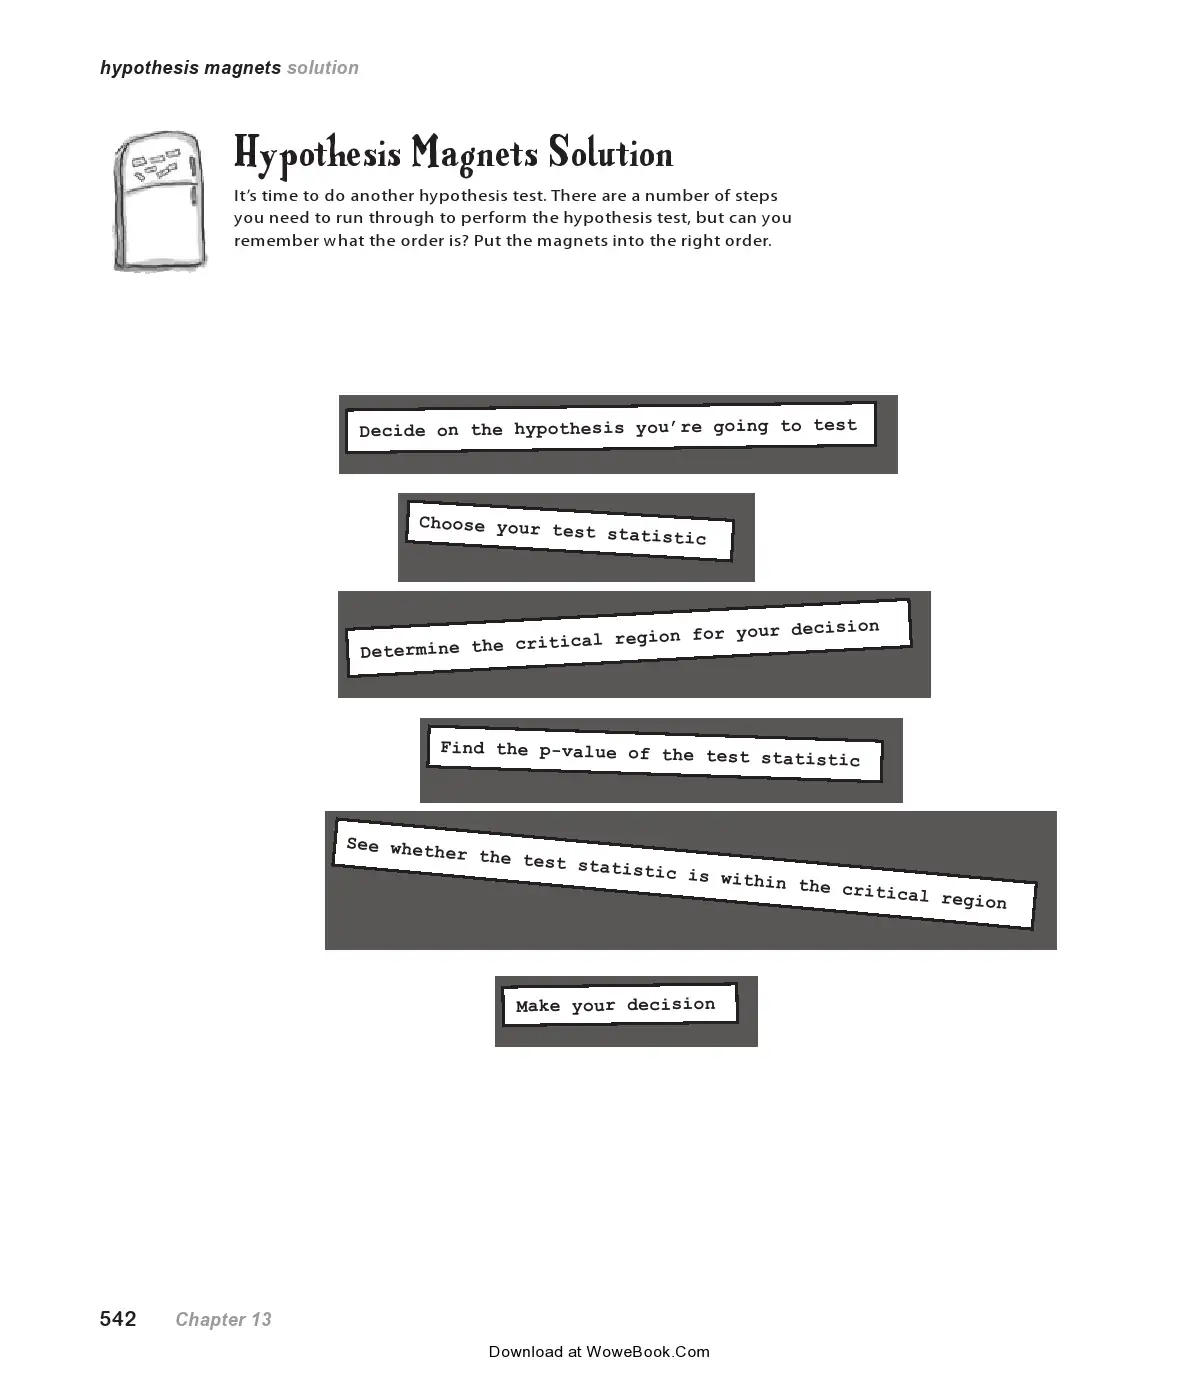 hypothesis magnets solution
Hypothesis Magnets Solution
It’s time to do another hypothesis test. There are a number of steps
you need to run through to perform the hypothesis test, but can you
remember what the order is? Put the magnets into the right order.
Decide on the hypothesis you’re going to test
Choose your test statistic
Determine the critical region for your decision
Find the p-value of the test statistic
See whether the test statistic is within the critical region
Make your decision
542 Chapter 13
Download at WoweBook.Com